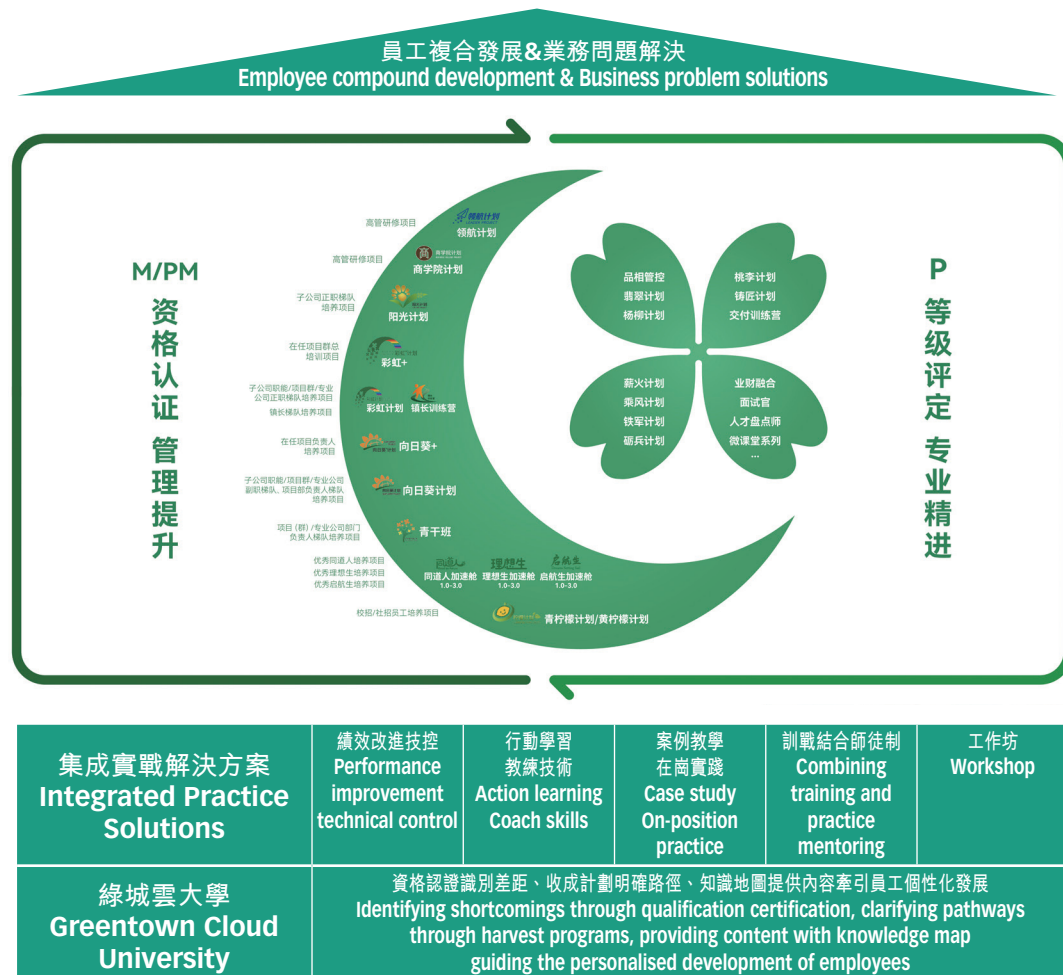 員工複合發展&業務問題解決
Employee compound development & Business problem solutions
M/PM
资格认证 管理提升
高管研修项目
领航计划
领航计划
高管研修项目
商
商学院计划
商学院计划
子公司正职梯队
培养项目
阳光计划
在任项目群总
培训项目
彩虹+
子公司职能/项目群/专业
公司正职梯队培养项目
镇长梯队培养项目
彩虹计划
镇长训练营
在任项目负责人
培养项目
向日葵+
子公司职能/项目群/专业公司
副职梯队、项目部负责人梯队
培养项目
向日葵计划
项目(群)/专业公司部门
负责人梯队培养项目
青干班
优秀同道人培养项目
优秀理想生培养项目
优秀启航生培养项目
同道人
理想生
启航生
同道人加速舱
1.0-3.0
理想生加速舱
1.0-3.0
启航生加速舱
1.0-3.0
校招/社招员工培养项目
青柠檬计划/黄柠檬计划
品相管控
翡翠计划
杨柳计划
桃李计划
铸匠计划
交付训练营
薪火计划
乘风计划
铁军计划
砺兵计划
业财融合
面试官
人才盘点师
微课堂系列
...
P
等级评定 专业精进
集成實戰解決方案
Integrated Practice
Solutions
績效改進技控
Performance
improvement
technical control
行動學習
教練技術
Action learning
Coach skills
案例教學
在崗實踐
Case study
On-position
practice
訓戰結合師徒制
Combining
training and
practice
mentoring
工作坊
Workshop
綠城雲大學
Greentown Cloud
University
資格認證識別差距、收成計劃明確路徑、知識地圖提供內容牽引員工個性化發展
Identifying shortcomings through qualification certification, clarifying pathways
through harvest programs, providing content with knowledge map
guiding the personalised development of employees